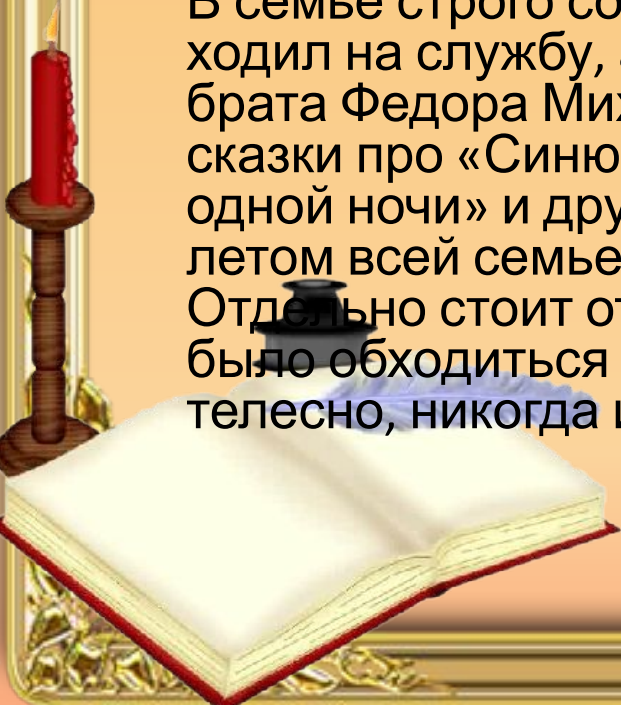 В семье строго со
ходил на службу,
брата Федора Мих
сказки про «Синю
одной ночи» и дру
летом всей семье
Отдельно стоит от
было обходиться
телесно, никогда и